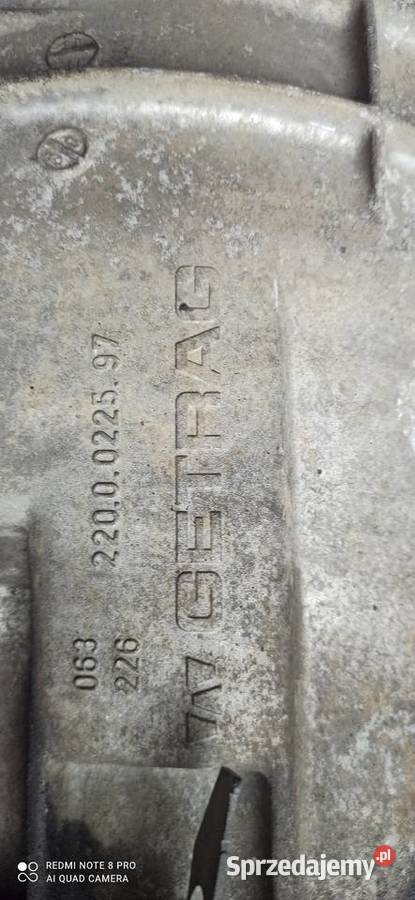 063 220.0.0225.97
226
GETRAG
REDMI NOTE 8 PRO
AI QUAD CAMERA
Sprzedajemy.pl